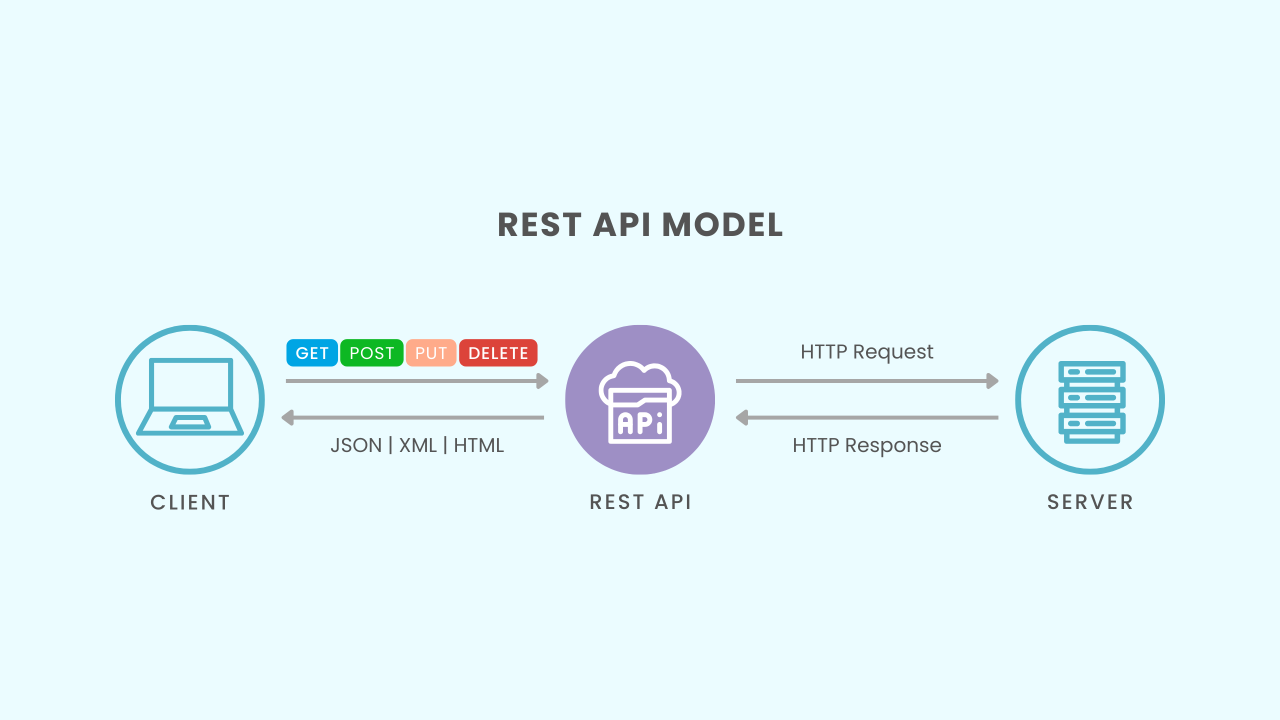 REST API MODEL
GET POST PUT DELETE
JSON | XML | HTML
APi
HTTP Request
HTTP Response
CLIENT
REST API
SERVER